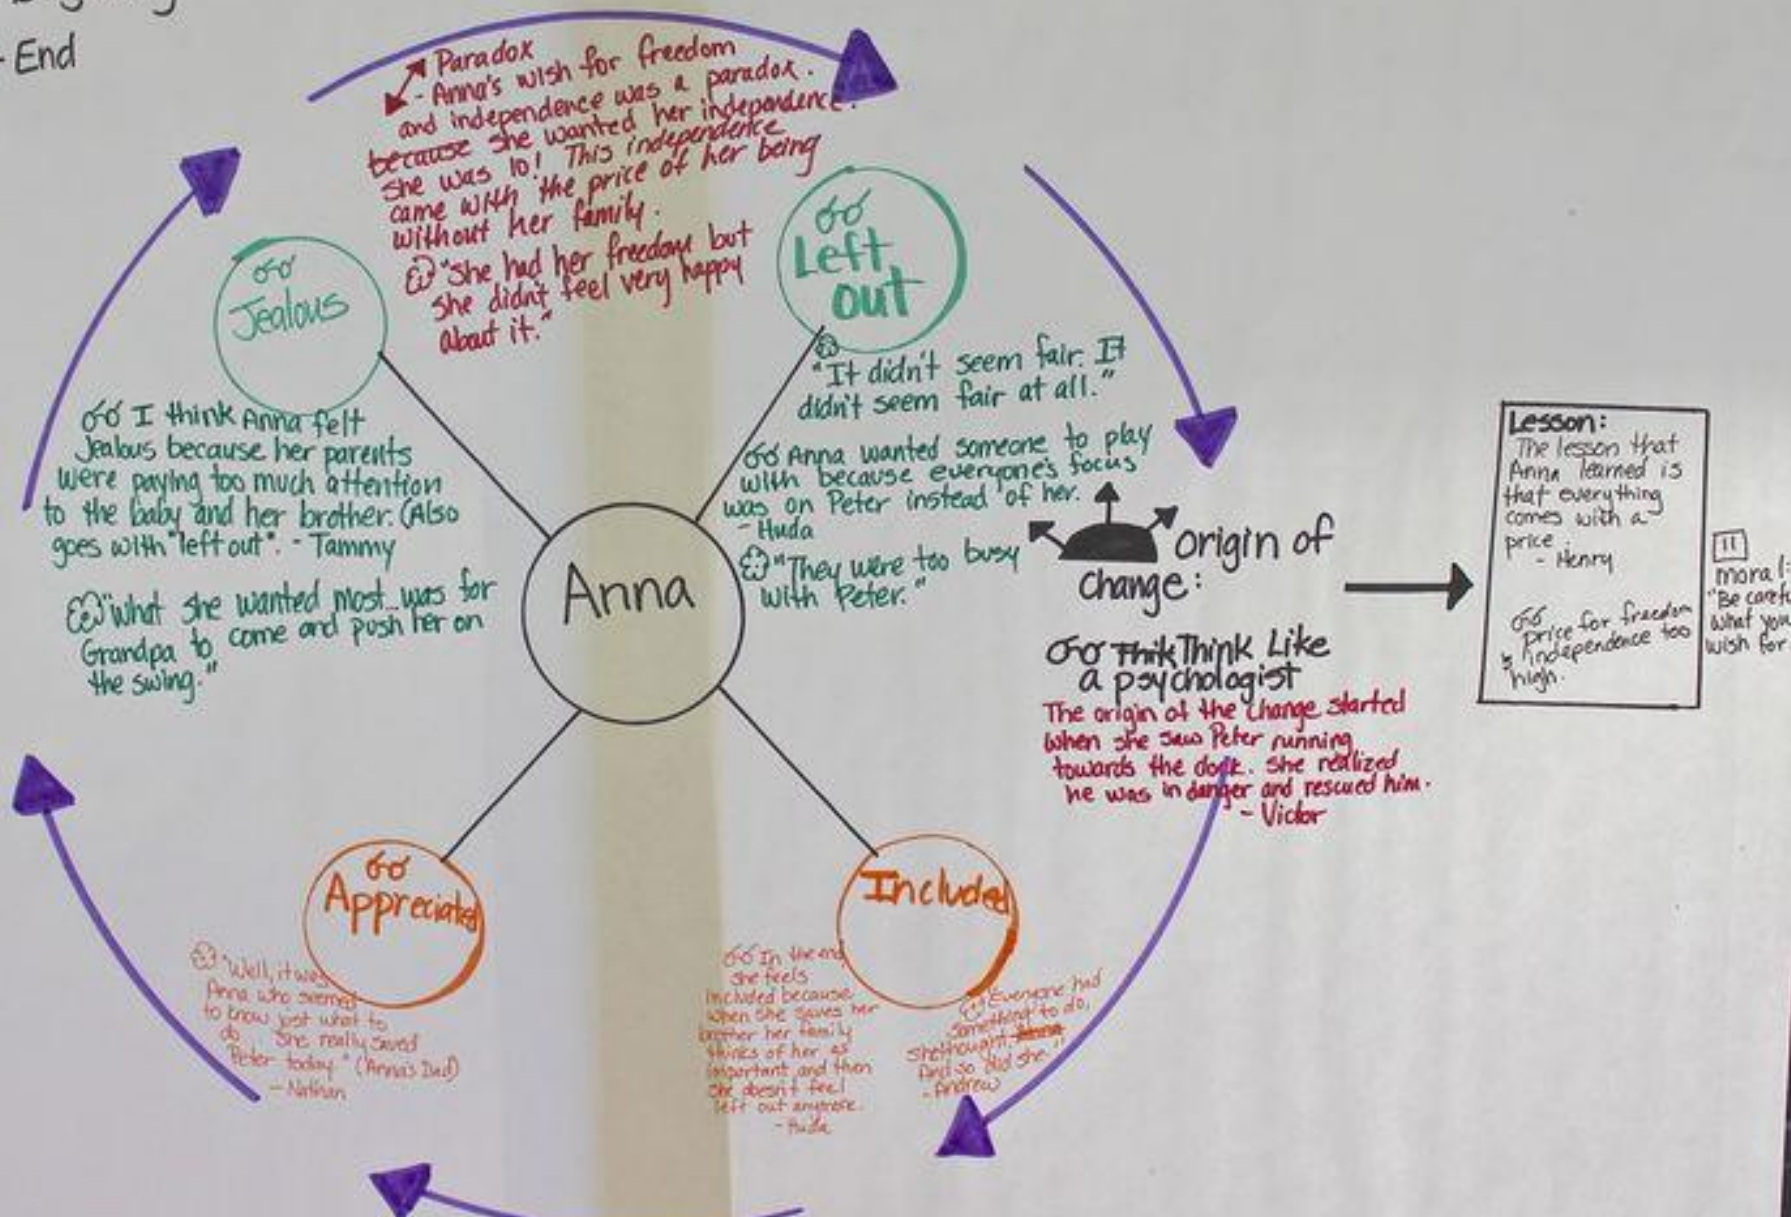 - End
Paradox
- Anna's wish for freedom
and independence was a paradox.
because she wanted her independence.
she was 10! This independence
came with the price of her being
without her family.
"she had her freedom but
she didn't feel very happy
about it."
Jealous
I think Anna felt
Jealous because her parents
were paying too much attention
to the baby and her brother. (Also
goes with "left out". - Tammy
"What she wanted most was for
Grandpa to come and push her on
the swing."
Left
out
"It didn't seem fair. It
didn't seem fair at all."
Anna wanted someone to play
with because everyone's focus
was on Peter instead of her.
- Huda
"They were too busy
with Peter."
Anna
origin of
change:
Thik Think Like
a psychologist
The origin of the change started
when she saw Peter running
towards the dock. She realized
he was in danger and rescued him.
- Victor
Lesson:
The lesson that
Anna learned is
that everything
comes with a
price.
- Henry
price for freedom
& independence too
high.
"
moral:
"Be
what you
wish for
Appreciated
"Well, it was
Anna who seemed
to know just what to
do. She really saved
Peter today." (Anna's Dad)
- Nathan
Included
In the end,
she feels
included because
when she saves her
brother her family
thinks of her as
important and then
she doesn't feel
left out anymore.
- Huda
"Everyone had
something to do,
she thought. Anna
And so did she."
- Andrew